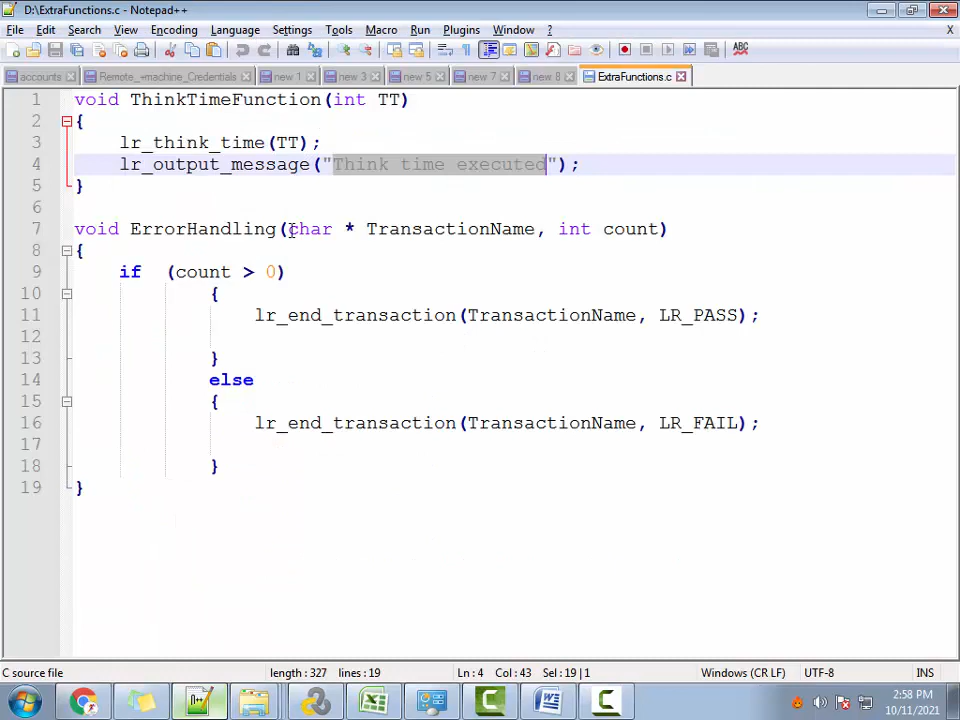 D:\ExtraFunctions.c - Notepad++
File Edit Search View Encoding Language Settings Tools Macro Run Plugins Window ? X
accounts Remote_+machine_Credentials new 1 new 3 new 5 new 7 new 8 ExtraFunctions.c
1 void ThinkTimeFunction(int TT)
2 {
3 lr_think_time(TT);
4 lr_output_message("Think time executed");
5 }
6
7 void ErrorHandling(char * TransactionName, int count)
8 {
9 if (count > 0)
10 {
11 lr_end_transaction(TransactionName, LR_PASS);
12
13 }
14 else
15 {
16 lr_end_transaction(TransactionName, LR_FAIL);
17
18 }
19 }
C source file length : 327 lines : 19 Ln : 4 Col : 43 Sel : 19 | 1 Windows (CR LF) UTF-8 INS
2:58 PM
10/11/2021